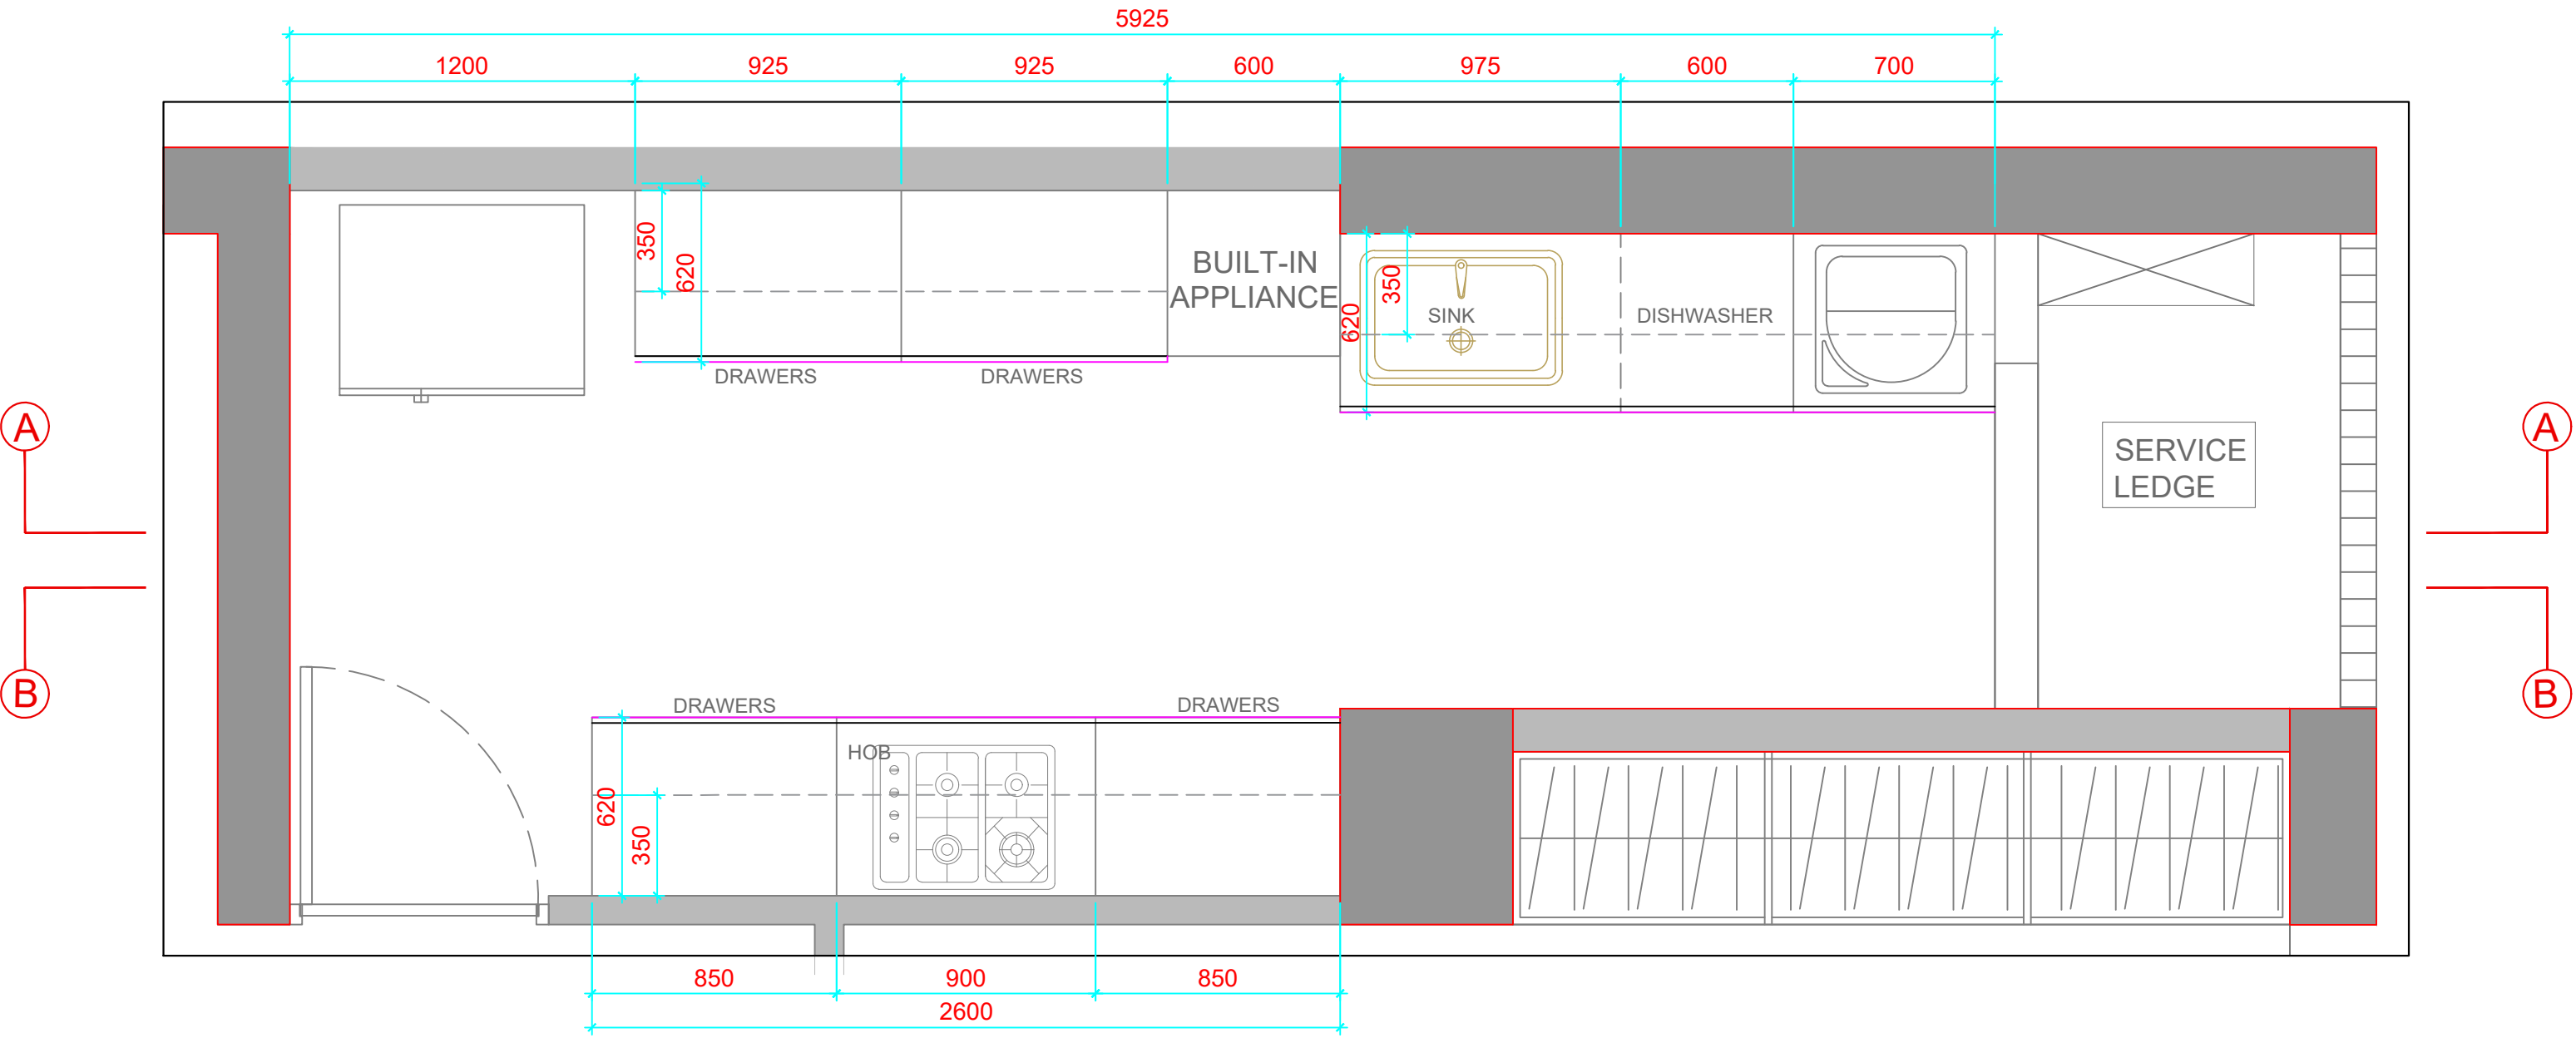 5925
1200 925 925 600 975 600 700
350
620
BUILT-IN
APPLIANCE
620
350
SINK
DISHWASHER
DRAWERS
DRAWERS
A
A
SERVICE
LEDGE
B
B
DRAWERS
DRAWERS
HOB
620
350
850 900 850
2600